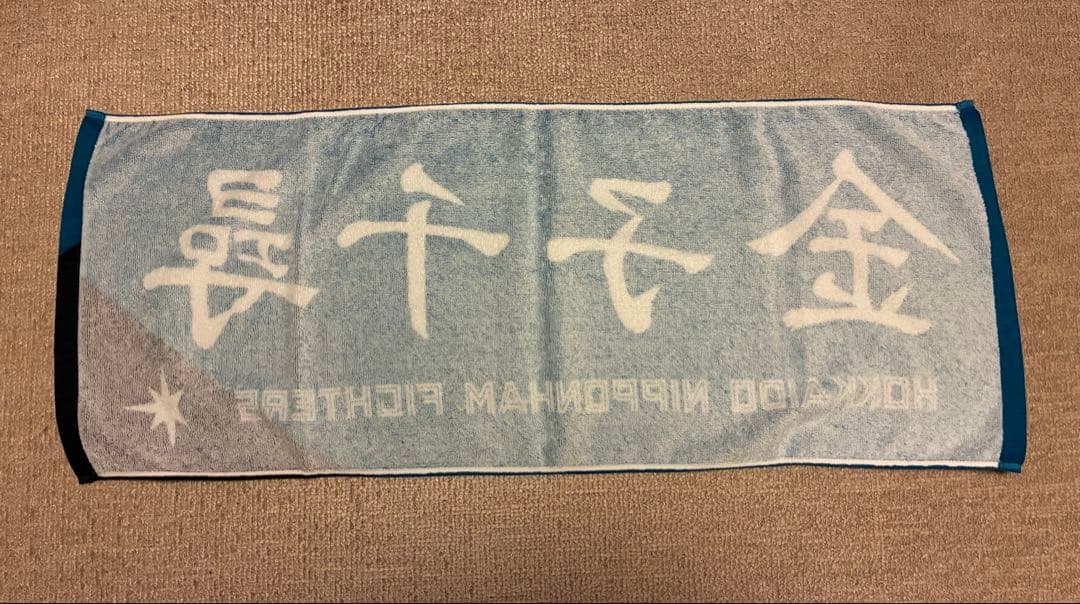 金子千尋
HOKKAIDO NIPPONHAM FIGHTERS